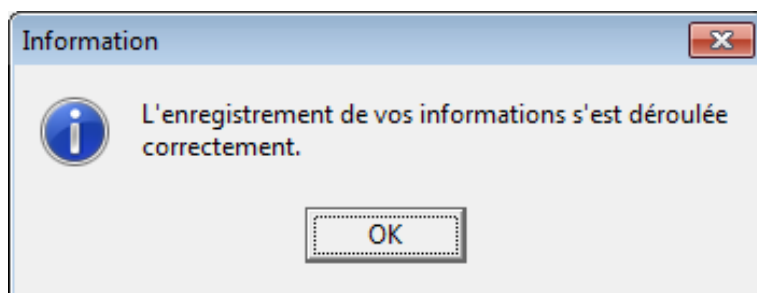 Information
L'enregistrement de vos informations s'est déroulée
correctement.
OK